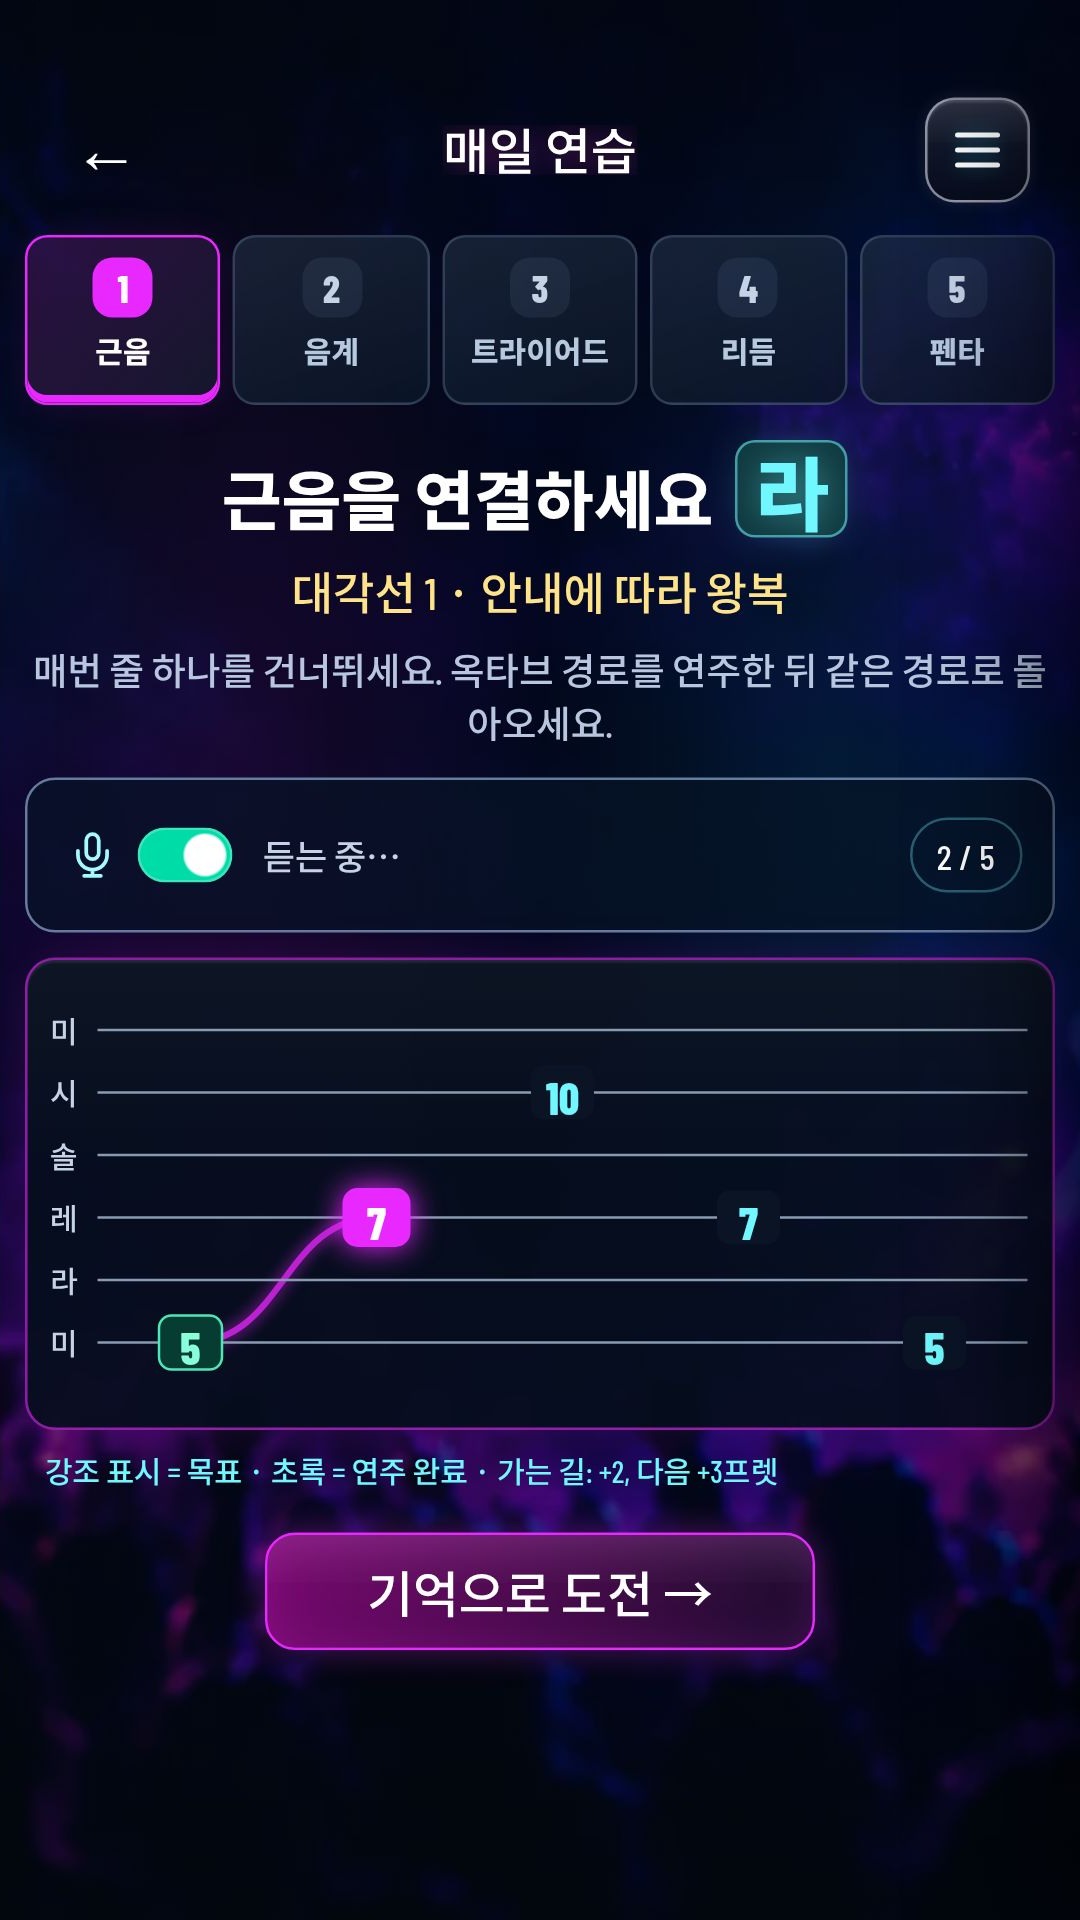 ← 매일 연습
1 2 3 4 5
근음 음계 트라이어드 리듬 펜타
근음을 연결하세요 라
대각선 1 · 안내에 따라 왕복
매번 줄 하나를 건너뛰세요. 옥타브 경로를 연주한 뒤 같은 경로로 돌
아오세요.
듣는 중… 2 / 5
미
시 10
솔
레 7 7
라
미 5 5
강조 표시 = 목표 · 초록 = 연주 완료 · 가는 길: +2, 다음 +3프렛
기억으로 도전 →